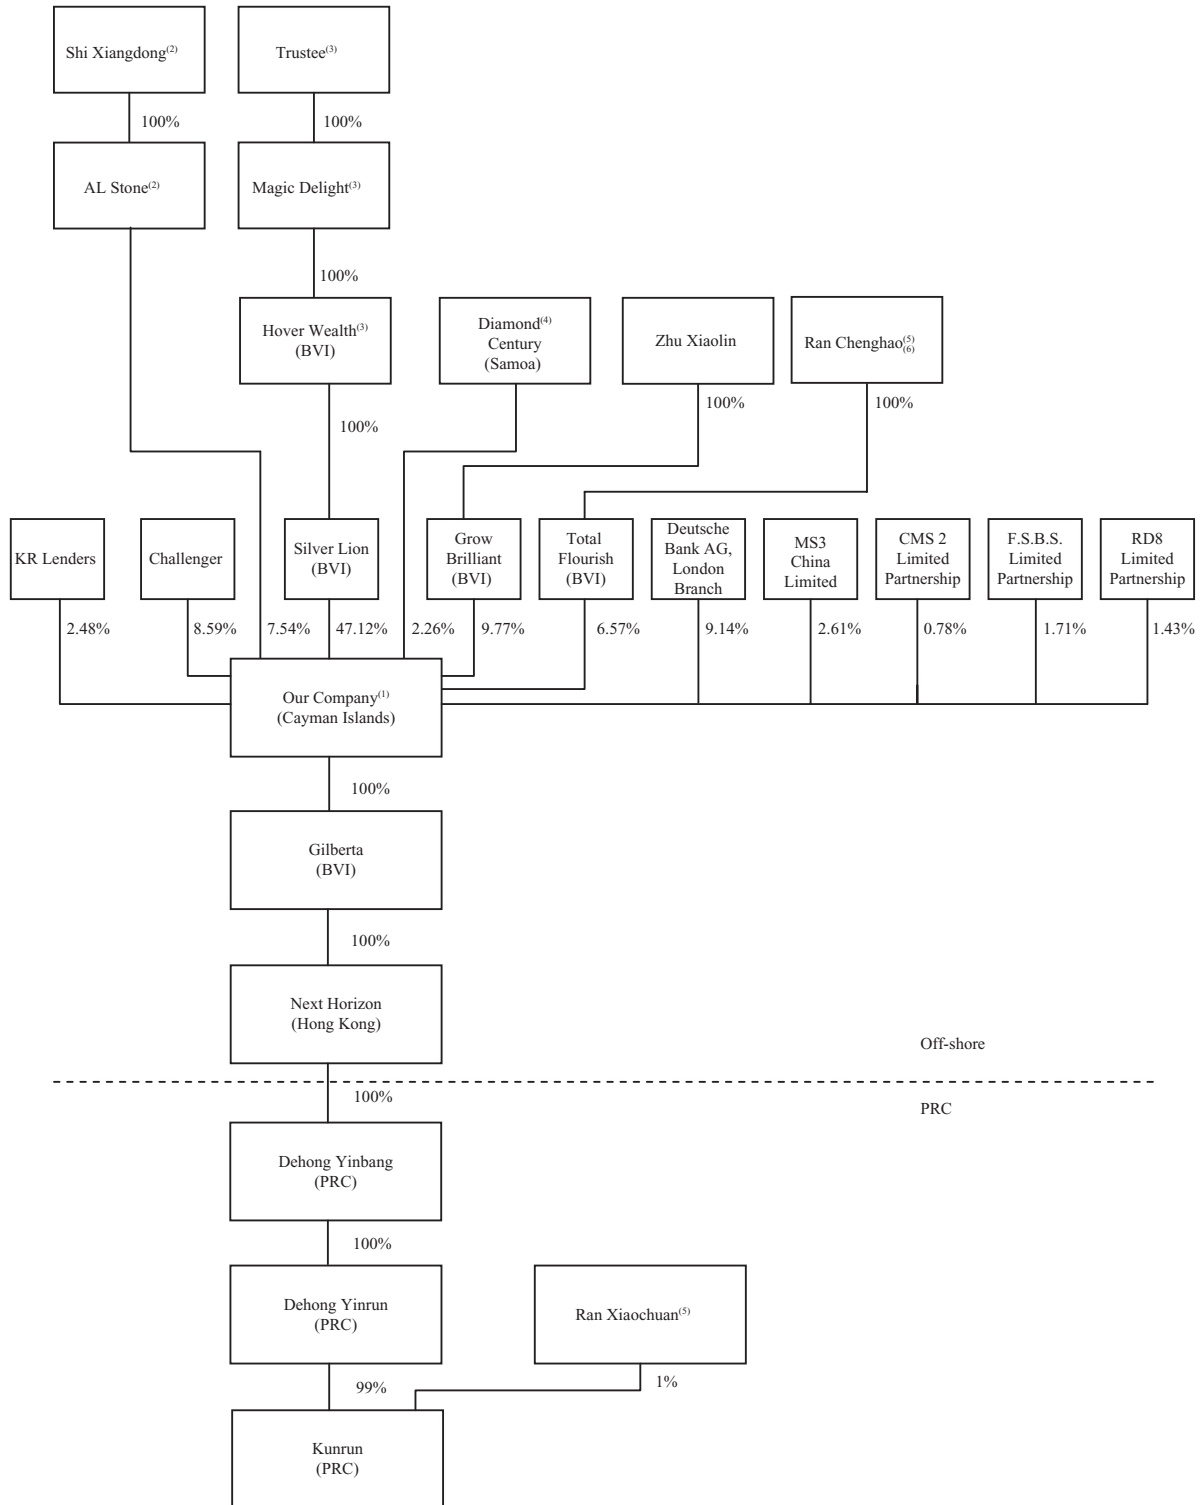 Shi Xiangdong(2)
Trustee(3)
100%
100%
AL Stone(2)
Magic Delight(3)
100%
Hover Wealth(3)
(BVI)
Diamond(4)
Century
(Samoa)
Zhu Xiaolin
Ran Chenghao(5)
(6)
100%
100%
100%
KR Lenders
Challenger
Silver Lion
(BVI)
Grow
Brilliant
(BVI)
Total
Flourish
(BVI)
Deutsche
Bank AG,
London
Branch
MS3
China
Limited
CMS 2
Limited
Partnership
F.S.B.S.
Limited
Partnership
RD8
Limited
Partnership
2.48%
8.59%
7.54%
47.12%
2.26%
9.77%
6.57%
9.14%
2.61%
0.78%
1.71%
1.43%
Our Company(1)
(Cayman Islands)
100%
Gilberta
(BVI)
100%
Next Horizon
(Hong Kong)
Off-shore
100%
PRC
Dehong Yinbang
(PRC)
100%
Dehong Yinrun
(PRC)
Ran Xiaochuan(5)
99%
1%
Kunrun
(PRC)